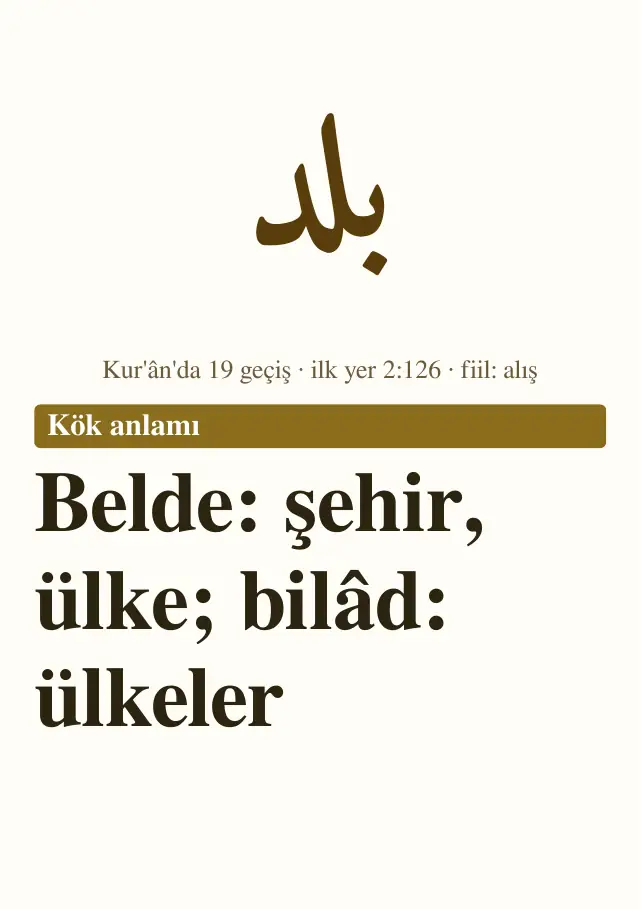 بلد
Kur'ân'da 19 geçiş · ilk yer 2:126 · fiil: alış
Kök anlamı
Belde: şehir,
ülke; bilâd:
ülkeler